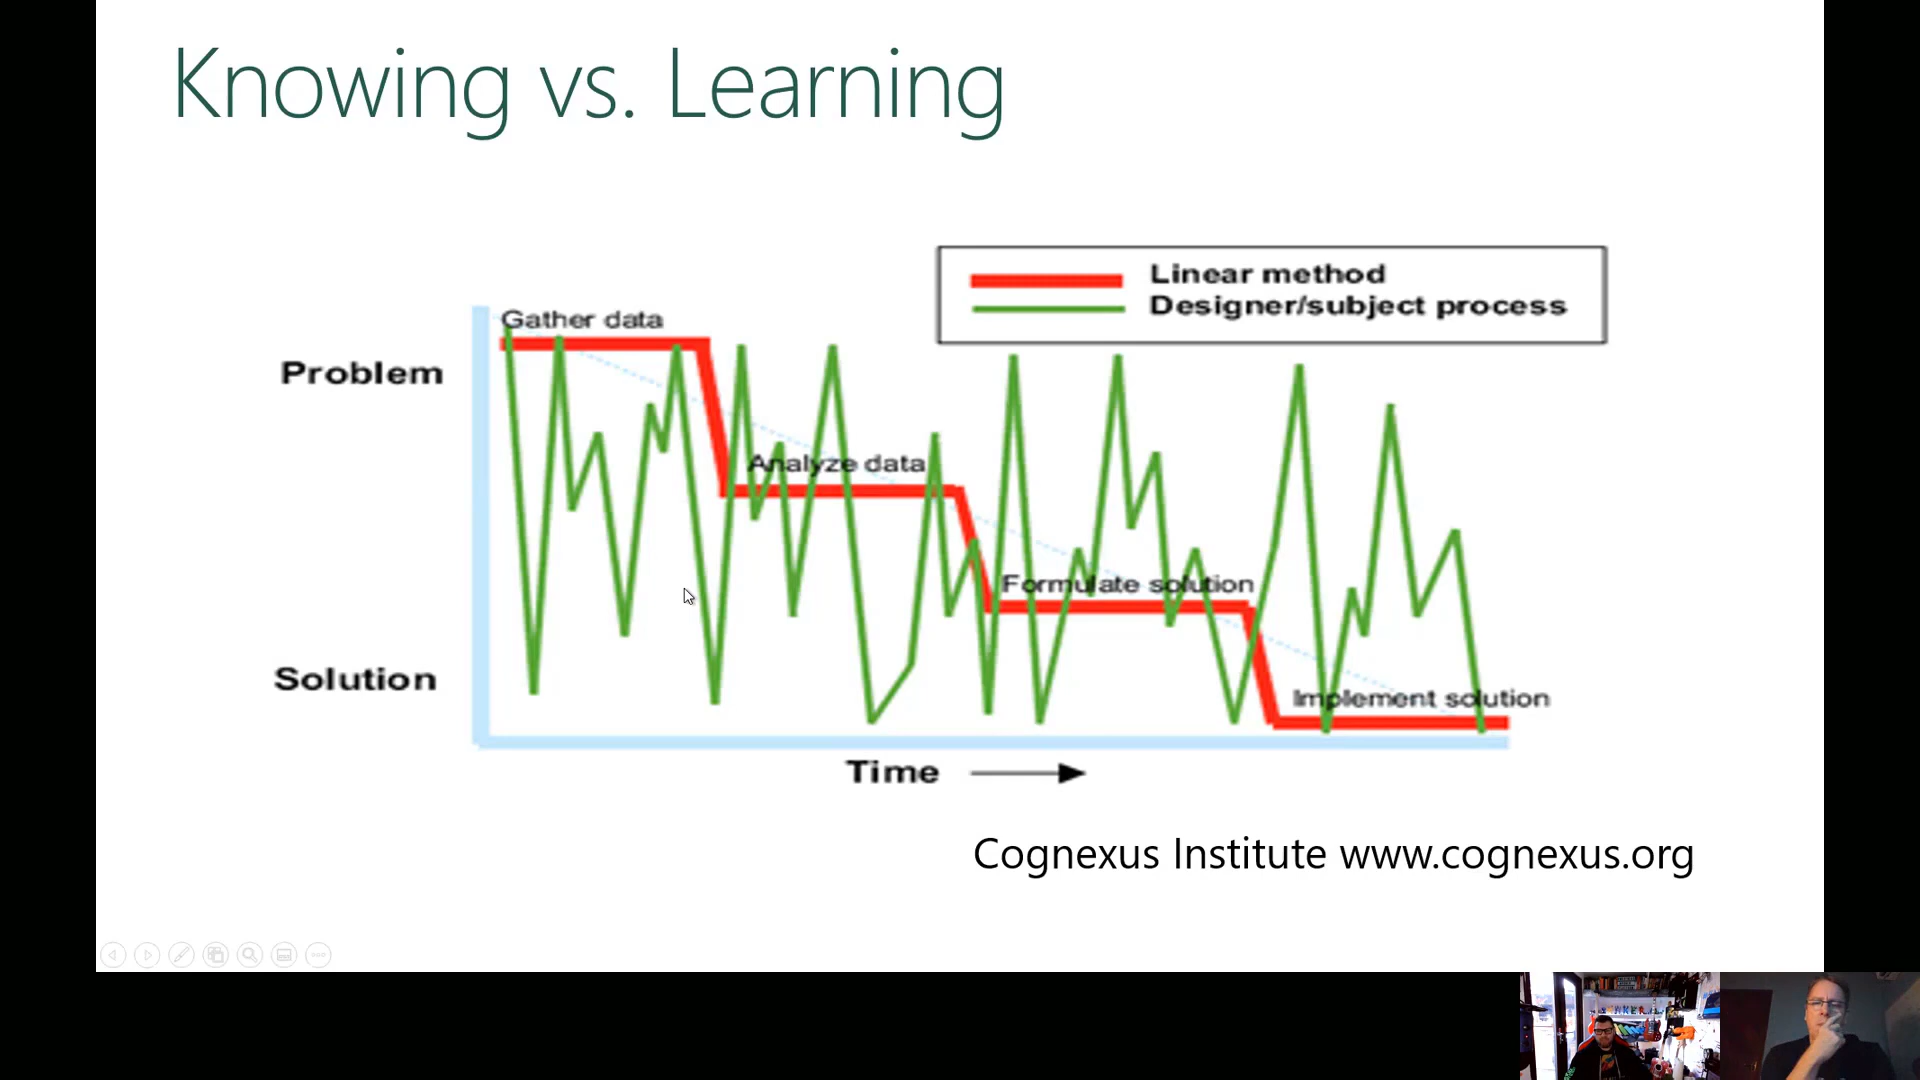 Knowing vs. Learning
Linear method
Designer/subject process
Gather data
Problem
Analyze data
Formulate solution
Solution
Implement solution
Time
Cognexus Institute www.cognexus.org